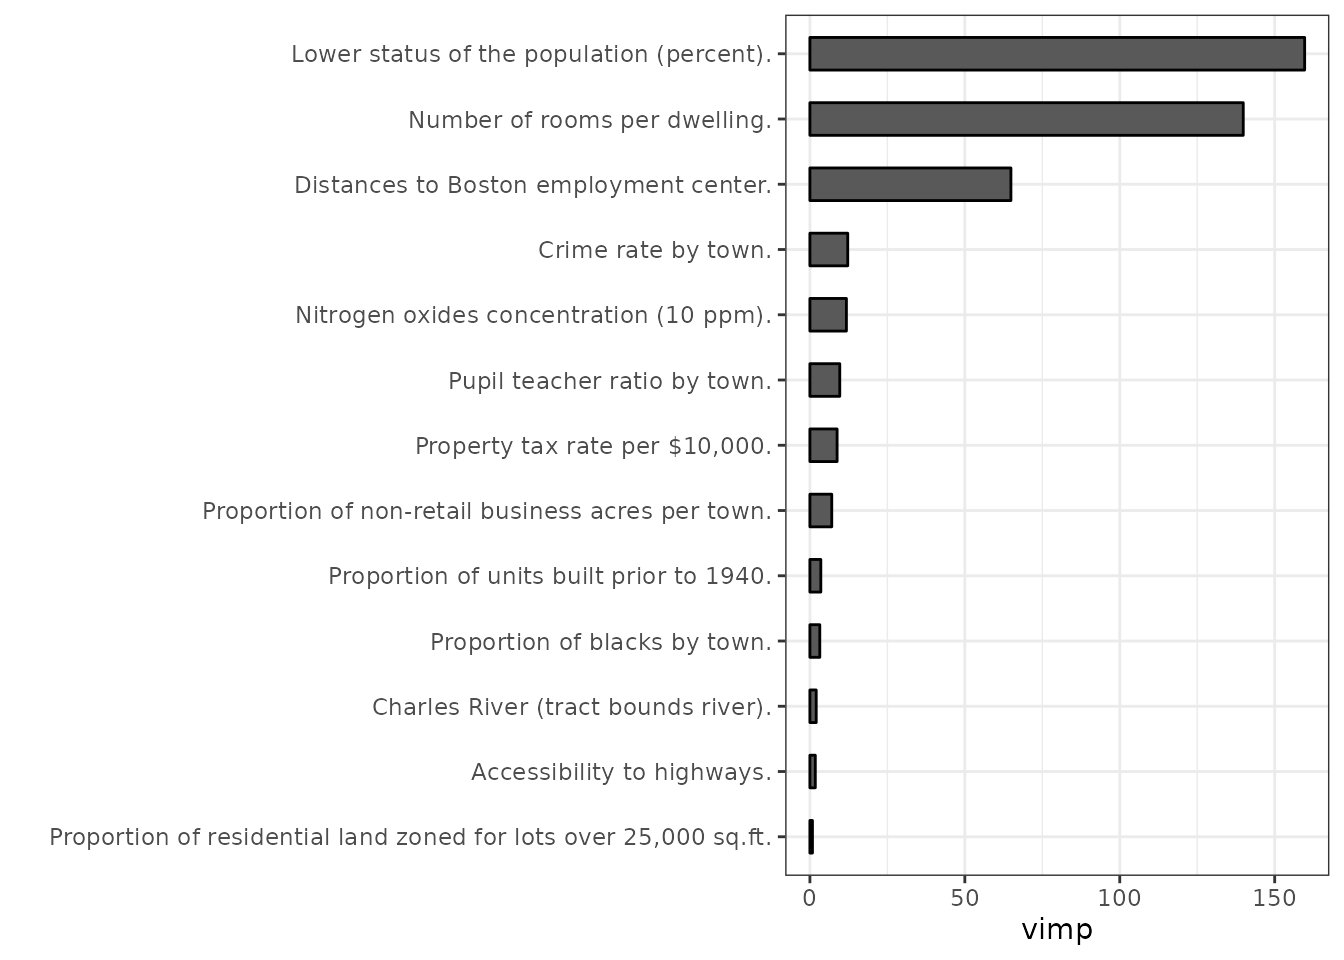 Lower status of the population (percent).
Number of rooms per dwelling.
Distances to Boston employment center.
Crime rate by town.
Nitrogen oxides concentration (10 ppm).
Pupil teacher ratio by town.
Property tax rate per $10,000.
Proportion of non-retail business acres per town.
Proportion of units built prior to 1940.
Proportion of blacks by town.
Charles River (tract bounds river).
Accessibility to highways.
Proportion of residential land zoned for lots over 25,000 sq.ft.
0 50 100 150
vimp